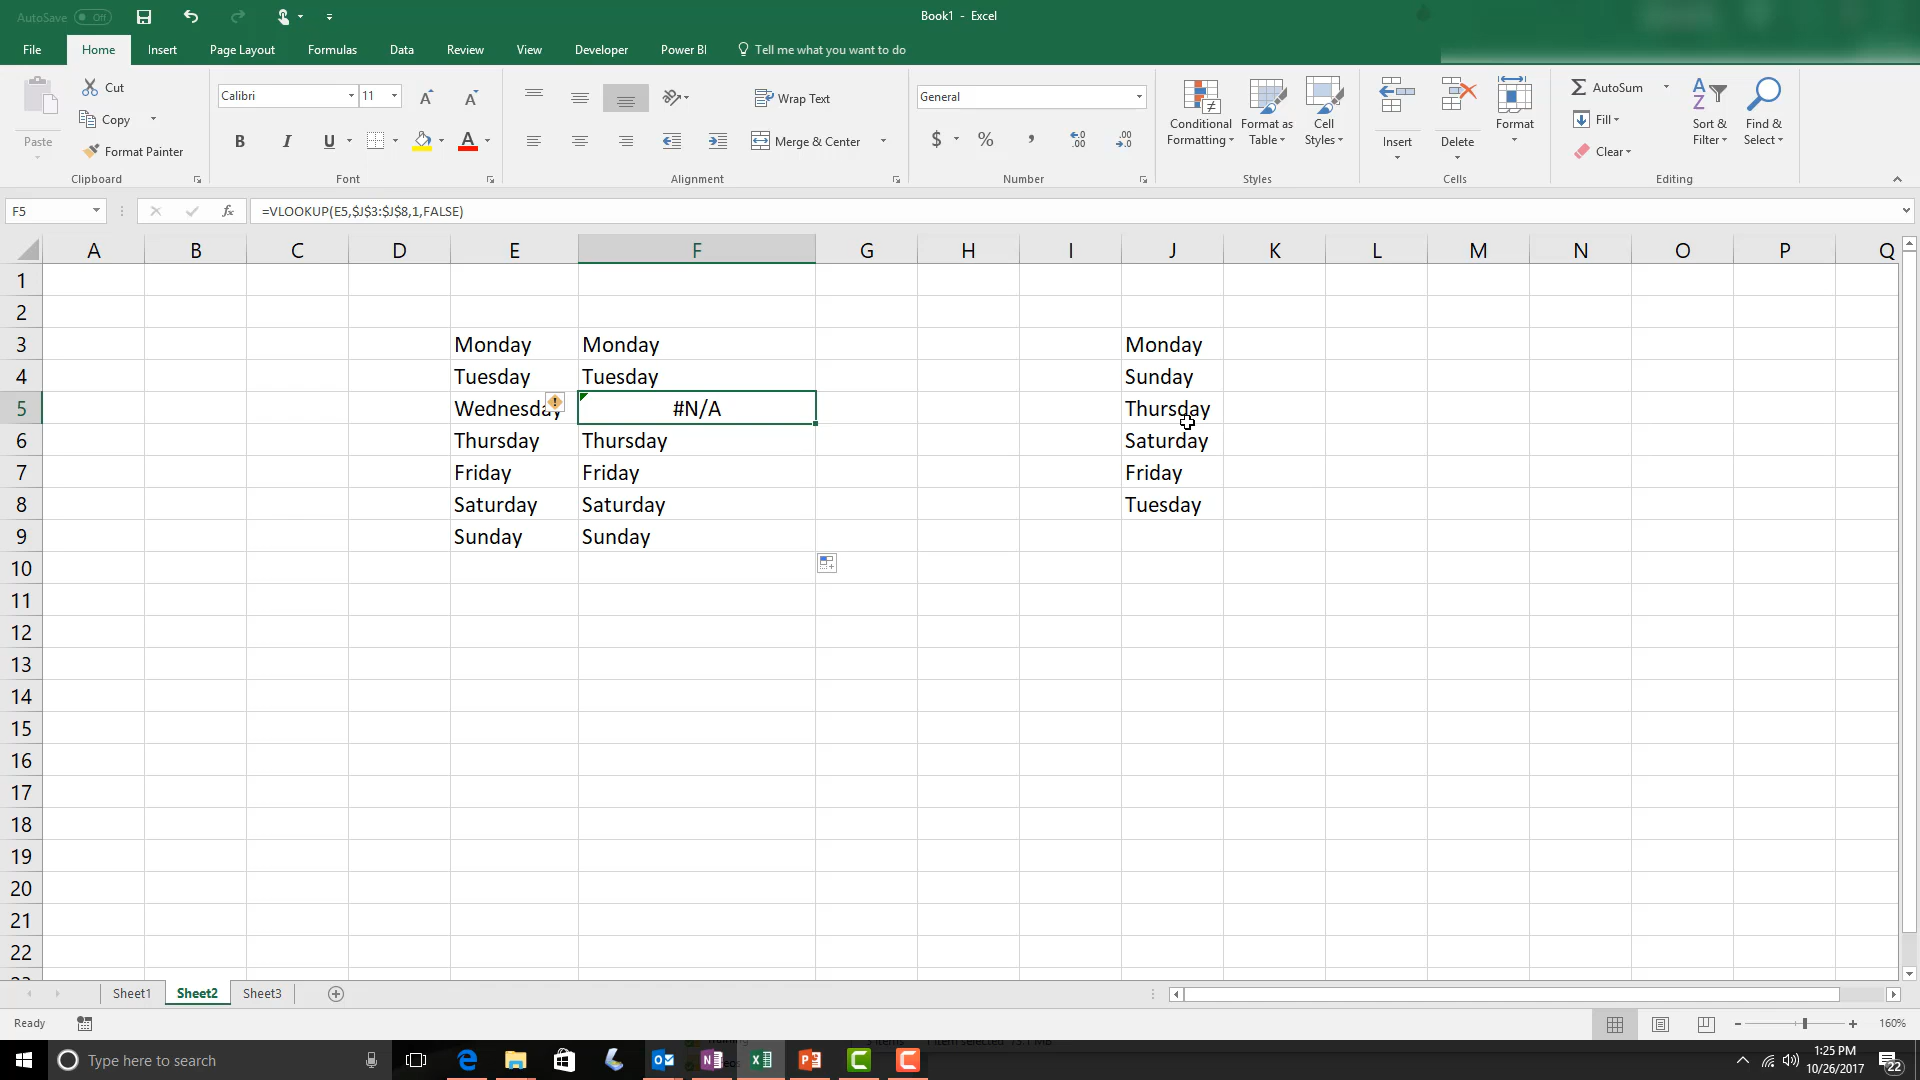 AutoSave Off
Book1 - Excel
File Home Insert Page Layout Formulas Data Review View Developer Power BI Tell me what you want to do
Paste
Cut
Copy
Format Painter
Clipboard
Calibri 11
B I U
Font
Wrap Text
Merge & Center
Alignment
General
$ % ,
Number
Conditional Formatting
Format as Table
Cell Styles
Styles
Insert
Delete
Format
Cells
AutoSum
Fill
Clear
Sort & Filter
Find & Select
Editing
F5 fx =VLOOKUP(E5,$J$3:$J$8,1,FALSE)
A B C D E F G H I J K L M N O P Q
1
2
3 Monday Monday Monday
4 Tuesday Tuesday Sunday
5 Wednesday #N/A Thursday
6 Thursday Thursday Saturday
7 Friday Friday Friday
8 Saturday Saturday Tuesday
9 Sunday Sunday
10
11
12
13
14
15
16
17
18
19
20
21
22
Sheet1 Sheet2 Sheet3
Ready 160%
Type here to search
1:25 PM
10/26/2017
22